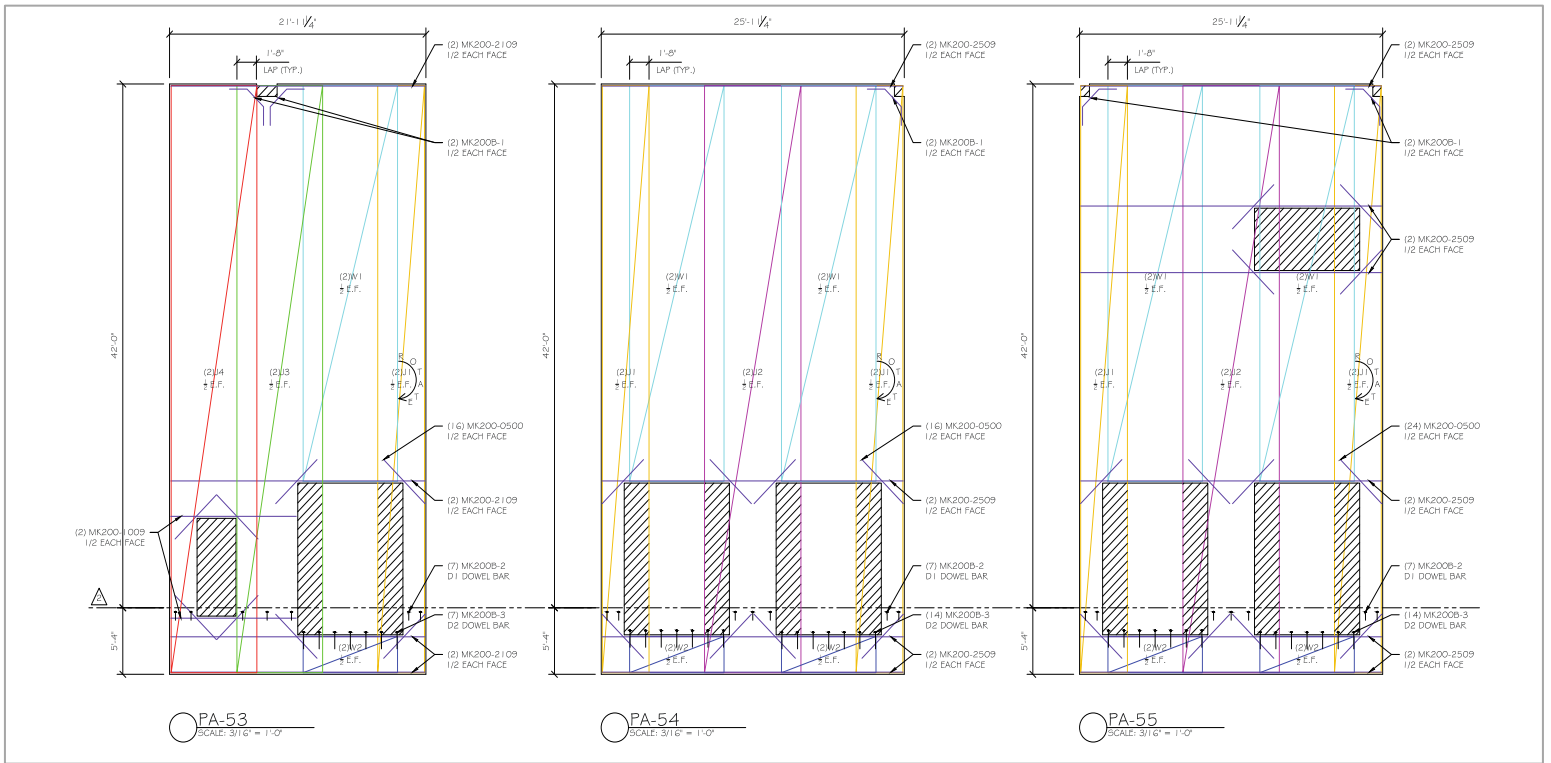 21'-11 1/4"
1'-8"
LAP (TYP.)
(2) MK200-2109
1/2 EACH FACE
(2) MK200B-1
1/2 EACH FACE
42'-0"
(2)W1
1/2 E.F.
(2)J4
1/2 E.F.
(2)J3
1/2 E.F.
(2)J1
1/2 E.F.
ROTATE
(16) MK200-0500
1/2 EACH FACE
(2) MK200-2109
1/2 EACH FACE
(2) MK200-1009
1/2 EACH FACE
2
(7) MK200B-2
D1 DOWEL BAR
(7) MK200B-3
D2 DOWEL BAR
5'-4"
(2)W2
1/2 E.F.
(2) MK200-2109
1/2 EACH FACE
PA-53
SCALE: 3/16" = 1'-0"
25'-11 1/4"
1'-8"
LAP (TYP.)
(2) MK200-2509
1/2 EACH FACE
(2) MK200B-1
1/2 EACH FACE
42'-0"
(2)W1
1/2 E.F.
(2)W1
1/2 E.F.
(2)J1
1/2 E.F.
(2)J2
1/2 E.F.
(2)J1
1/2 E.F.
ROTATE
(16) MK200-0500
1/2 EACH FACE
(2) MK200-2509
1/2 EACH FACE
(7) MK200B-2
D1 DOWEL BAR
(14) MK200B-3
D2 DOWEL BAR
5'-4"
(2)W2
1/2 E.F.
(2)W2
1/2 E.F.
(2) MK200-2509
1/2 EACH FACE
PA-54
SCALE: 3/16" = 1'-0"
25'-11 1/4"
1'-8"
LAP (TYP.)
(2) MK200-2509
1/2 EACH FACE
(2) MK200B-1
1/2 EACH FACE
(2) MK200-2509
1/2 EACH FACE
42'-0"
(2)W1
1/2 E.F.
(2)W1
1/2 E.F.
(2)J1
1/2 E.F.
(2)J2
1/2 E.F.
(2)J1
1/2 E.F.
ROTATE
(24) MK200-0500
1/2 EACH FACE
(2) MK200-2509
1/2 EACH FACE
(7) MK200B-2
D1 DOWEL BAR
(14) MK200B-3
D2 DOWEL BAR
5'-4"
(2)W2
1/2 E.F.
(2)W2
1/2 E.F.
(2) MK200-2509
1/2 EACH FACE
PA-55
SCALE: 3/16" = 1'-0"